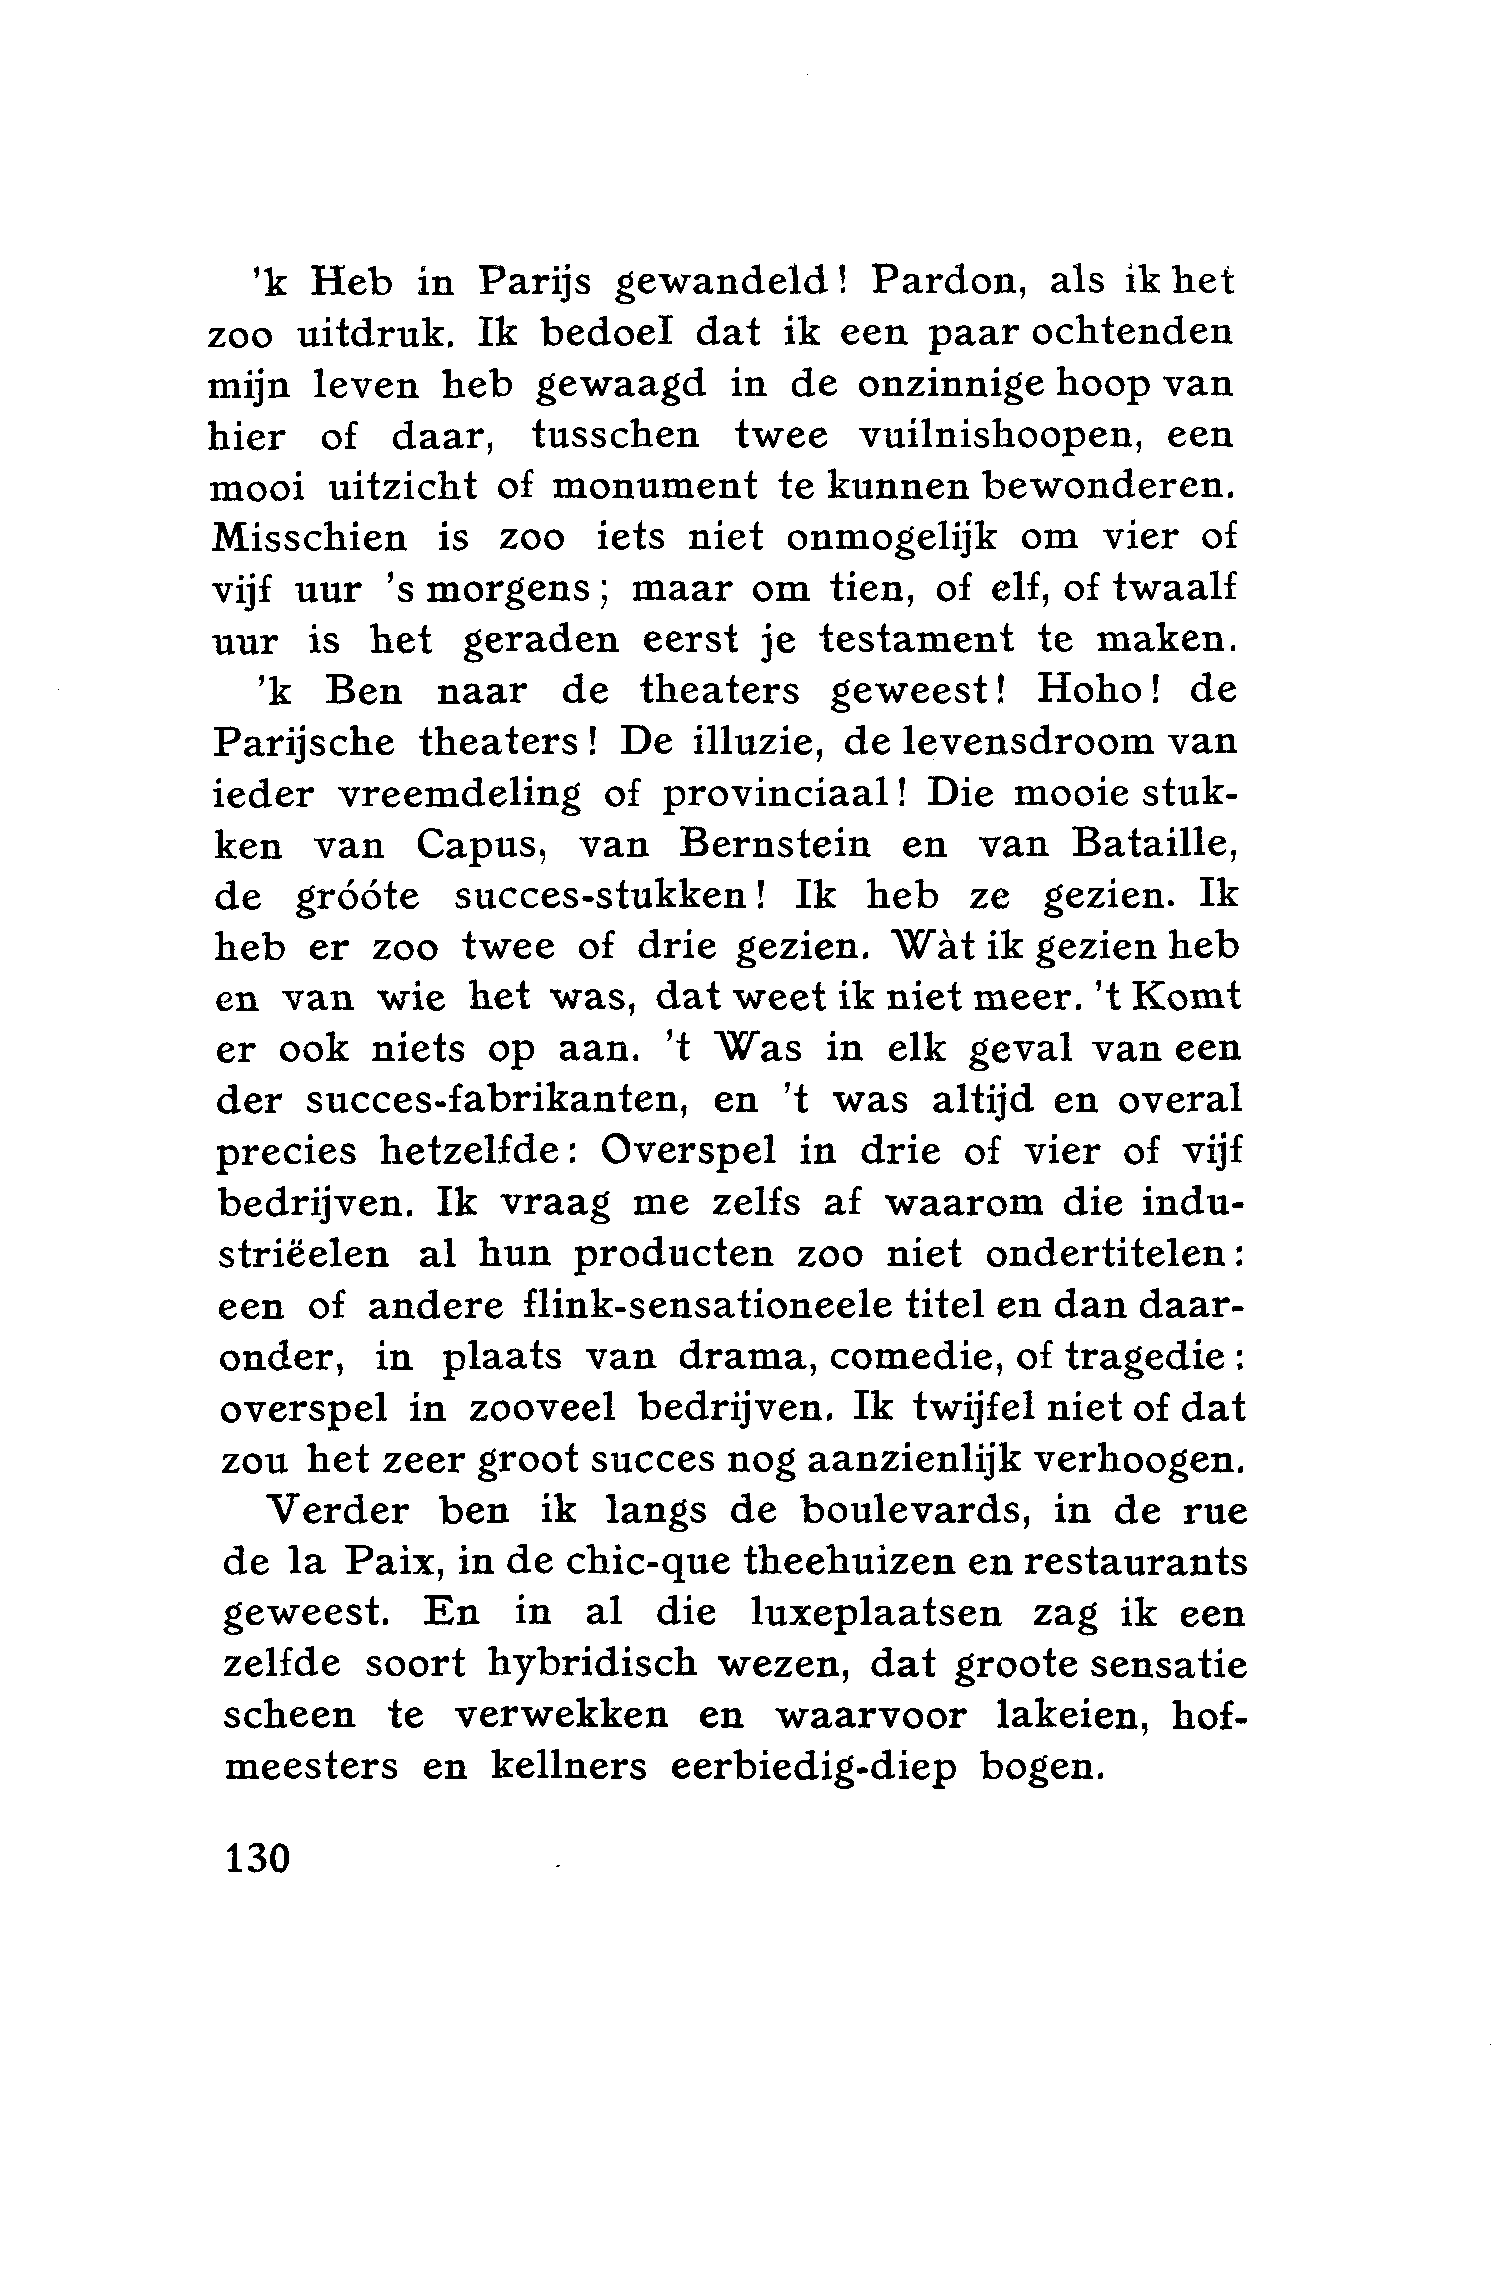 'k Heb in Parijs gewandeld! Pardon, als ik het
zoo uitdruk. Ik bedoel dat ik een paar ochtenden
mijn leven heb gewaagd in de onzinnige hoop van
hier of daar, tusschen twee vuilnishoopen, een
mooi uitzicht of monument te kunnen bewonderen.
Misschien is zoo iets niet onmogelijk om vier of
vijf uur 's morgens; maar om tien, of elf, of twaalf
uur is het geraden eerst je testament te maken.
'k Ben naar de theaters geweest! Hoho! de
Parijsche theaters! De illuzie, de levensdroom van
ieder vreemdeling of provinciaal! Die mooie stuk-
ken van Capus, van Bernstein en van Bataille,
de gróóte succes-stukken! Ik heb ze gezien. Ik
heb er zoo twee of drie gezien. Wàt ik gezien heb
en van wie het was, dat weet ik niet meer. 't Komt
er ook niets op aan. 't Was in elk geval van een
der succes-fabrikanten, en 't was altijd en overal
precies hetzelfde: Overspel in drie of vier of vijf
bedrijven. Ik vraag me zelfs af waarom die indu-
striëelen al hun producten zoo niet ondertitelen:
een of andere flink-sensationeele titel en dan daar-
onder, in plaats van drama, comedie, of tragedie:
overspel in zooveel bedrijven. Ik twijfel niet of dat
zou het zeer groot succes nog aanzienlijk verhoogen.
Verder ben ik langs de boulevards, in de rue
de la Paix, in de chic-que theehuizen en restaurants
geweest. En in al die luxeplaatsen zag ik een
zelfde soort hybridisch wezen, dat groote sensatie
scheen te verwekken en waarvoor lakeien, hof-
meesters en kellners eerbiedig-diep bogen.
130